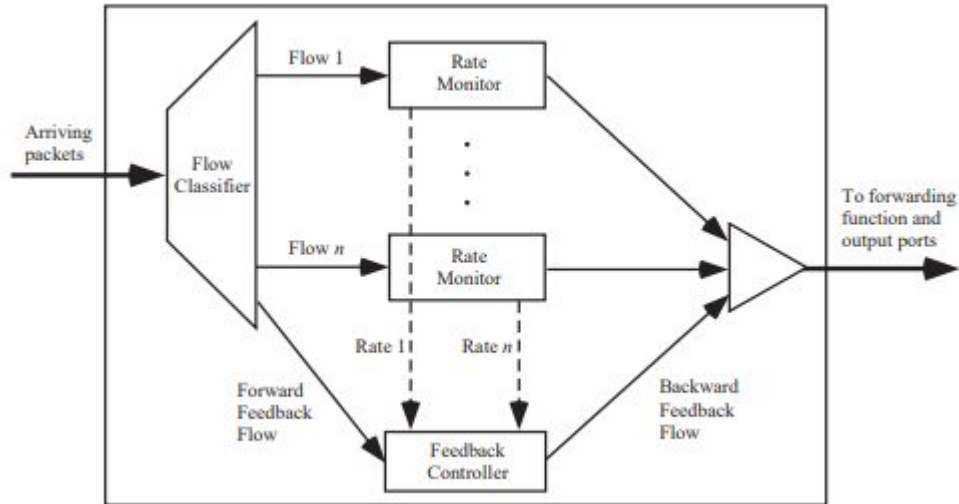 Arriving
packets
Flow
Classifier
Flow 1
Rate
Monitor
Flow n
Rate
Monitor
Rate 1
Rate n
Forward
Feedback
Flow
Feedback
Controller
Backward
Feedback
Flow
To forwarding
function and
output ports